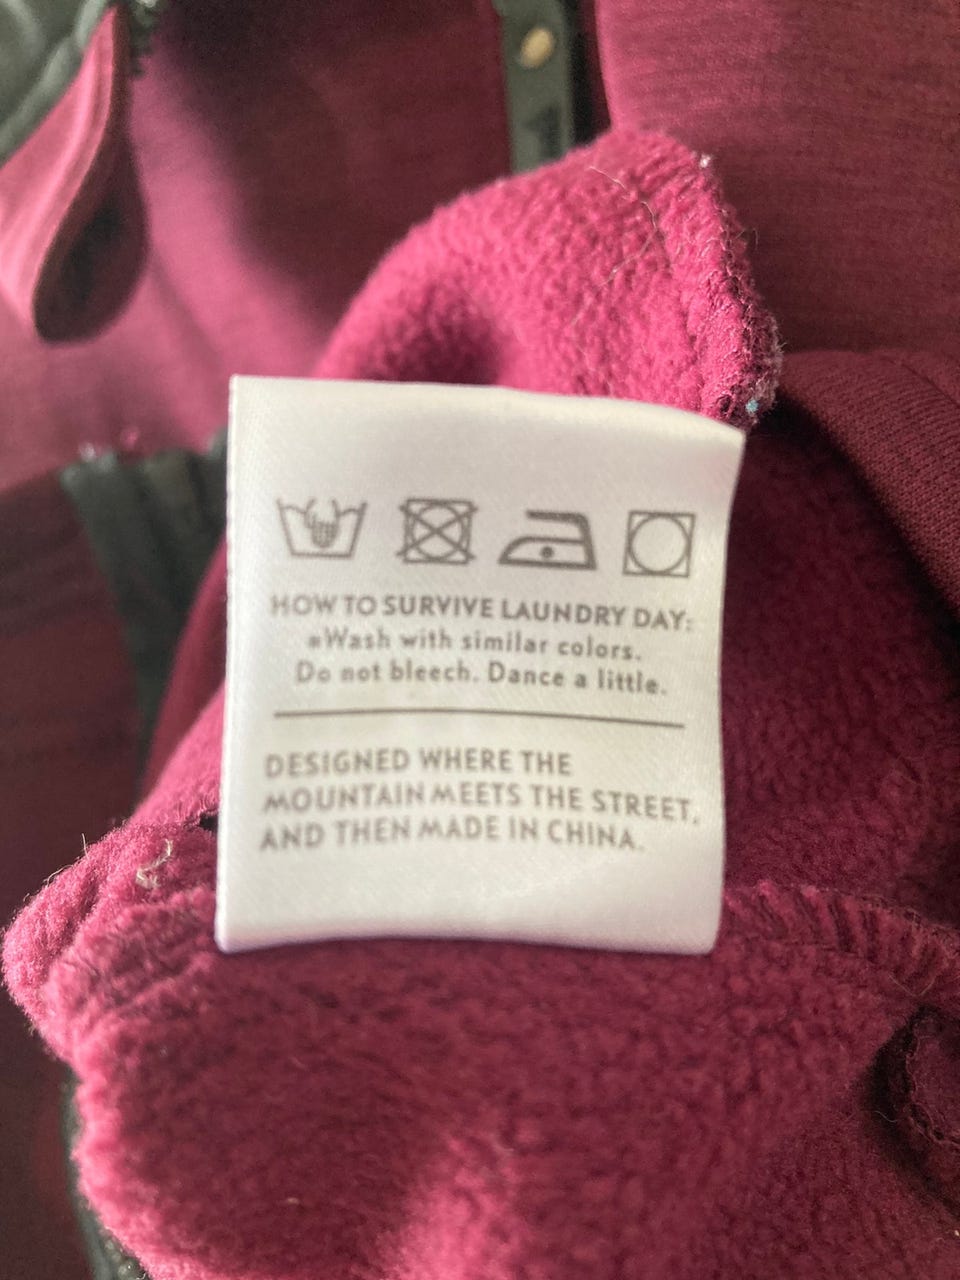 HOW TO SURVIVE LAUNDRY DAY:
*Wash with similar colors.
Do not bleech. Dance a little.
DESIGNED WHERE THE
MOUNTAIN MEETS THE STREET,
AND THEN MADE IN CHINA.